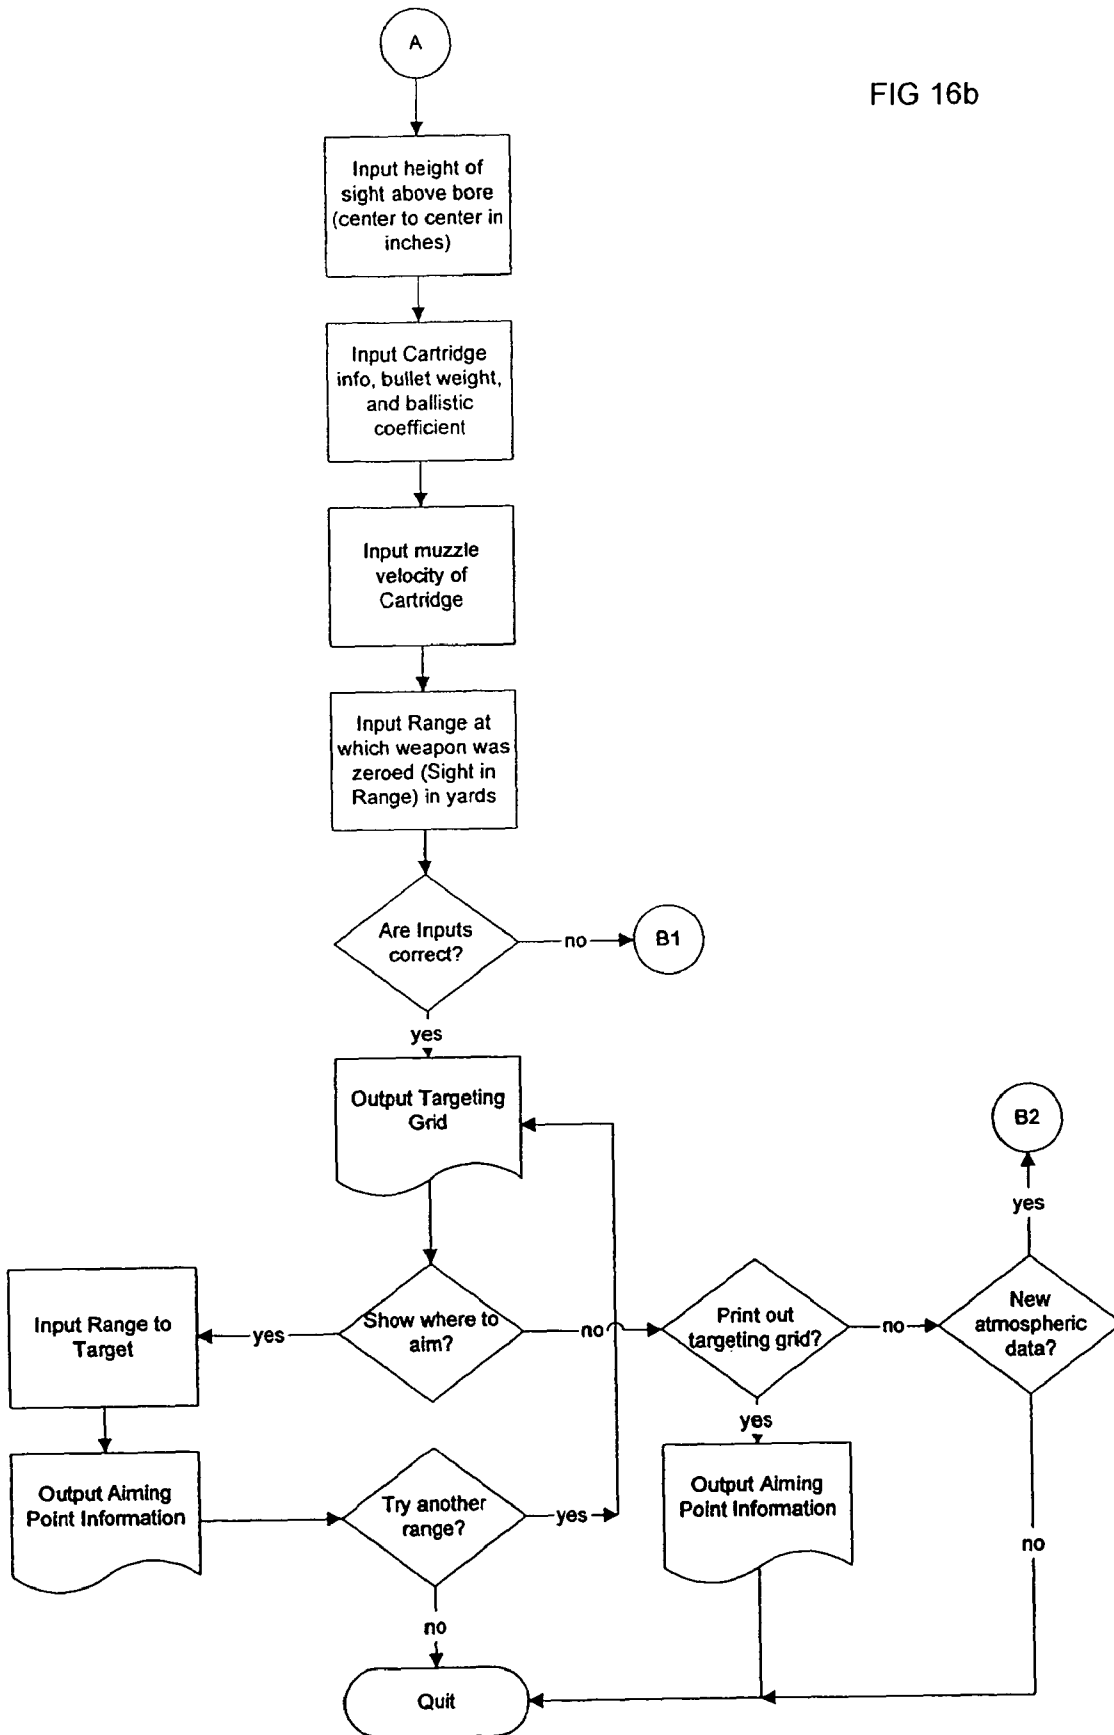 A
FIG 16b
Input height of
sight above bore
(center to center in
inches)
Input Cartridge
info, bullet weight,
and ballistic
coefficient
Input muzzle
velocity of
Cartridge
Input Range at
which weapon was
zeroed (Sight in
Range) in yards
Are Inputs
correct?
no
B1
yes
Output Targeting
Grid
B2
yes
Input Range to
Target
yes
Show where to
aim?
no
Print out
targeting grid?
no
New
atmospheric
data?
yes
Output Aiming
Point Information
Try another
range?
yes
Output Aiming
Point Information
no
no
Quit